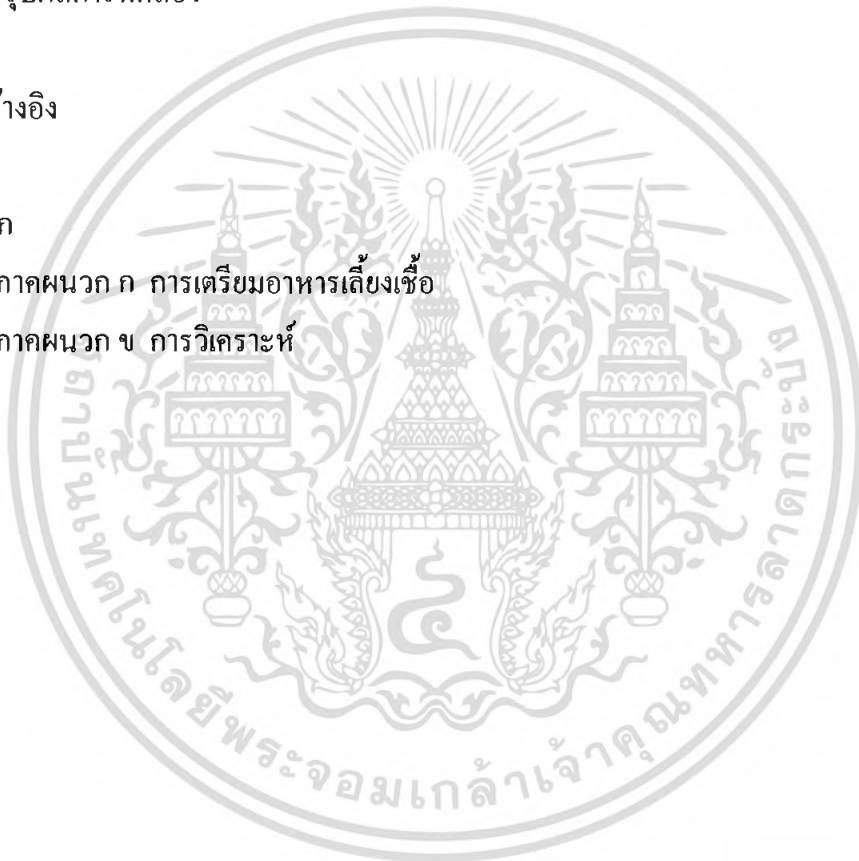 างอิง
ก
ภาคผนวก ก การเตรียมอาหารเลี้ยงเชื้อ
ภาคผนวก ข การวิเคราะห์
สถาบันเทคโนโลยีพระจอมเกล้าเจ้าคุณทหารลาดกระบัง